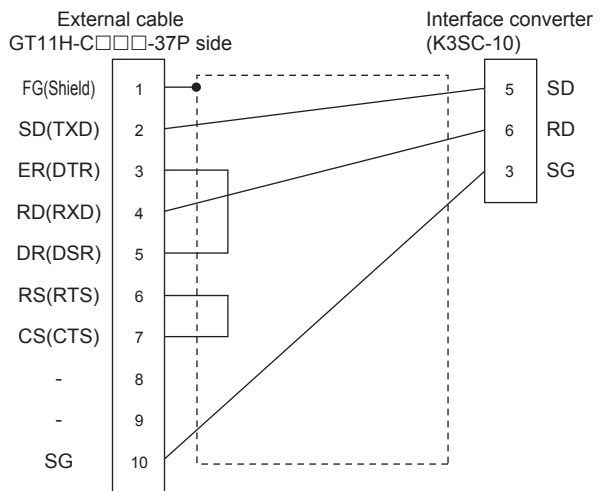 External cable
GT11H-C□□□-37P side
Interface converter
(K3SC-10)
FG(Shield) 1
5 SD
SD(TXD) 2
6 RD
ER(DTR) 3
3 SG
RD(RXD) 4
DR(DSR) 5
RS(RTS) 6
CS(CTS) 7
- 8
- 9
SG 10